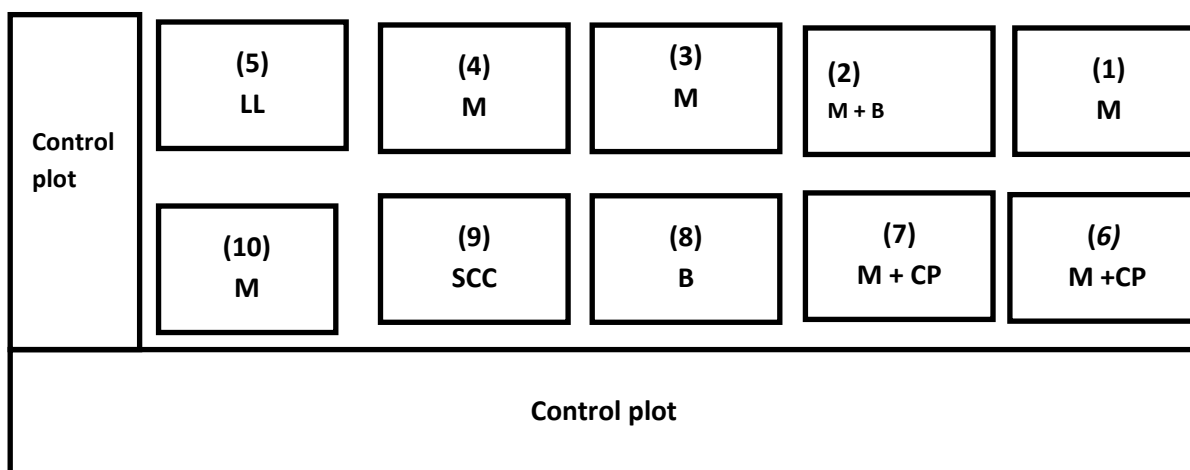 Control
plot
(5)
LL
(4)
M
(3)
M
(2)
M + B
(1)
M
(10)
M
(9)
SCC
(8)
B
(7)
M + CP
(6)
M +CP
Control plot